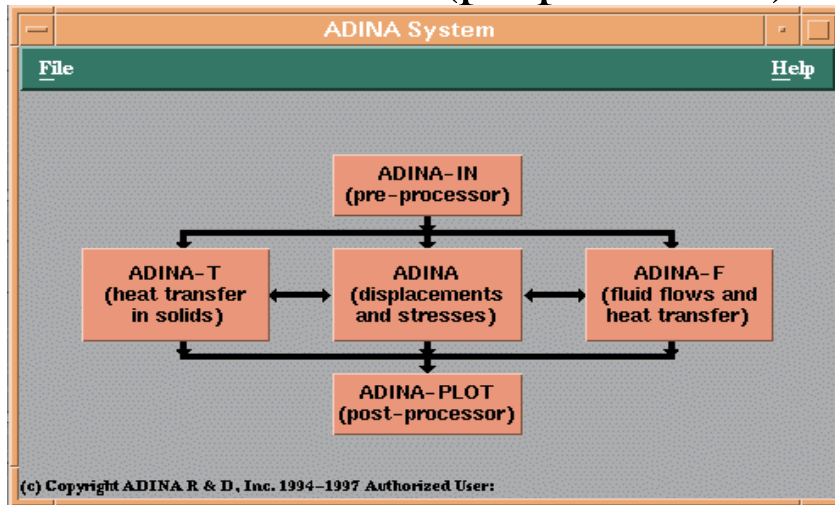 ADINA System
File Help
ADINA-IN
(pre-processor)
ADINA-T
(heat transfer
in solids)
ADINA
(displacements
and stresses)
ADINA-F
(fluid flows and
heat transfer)
ADINA-PLOT
(post-processor)
(c) Copyright ADINA R & D, Inc. 1994-1997 Authorized User: